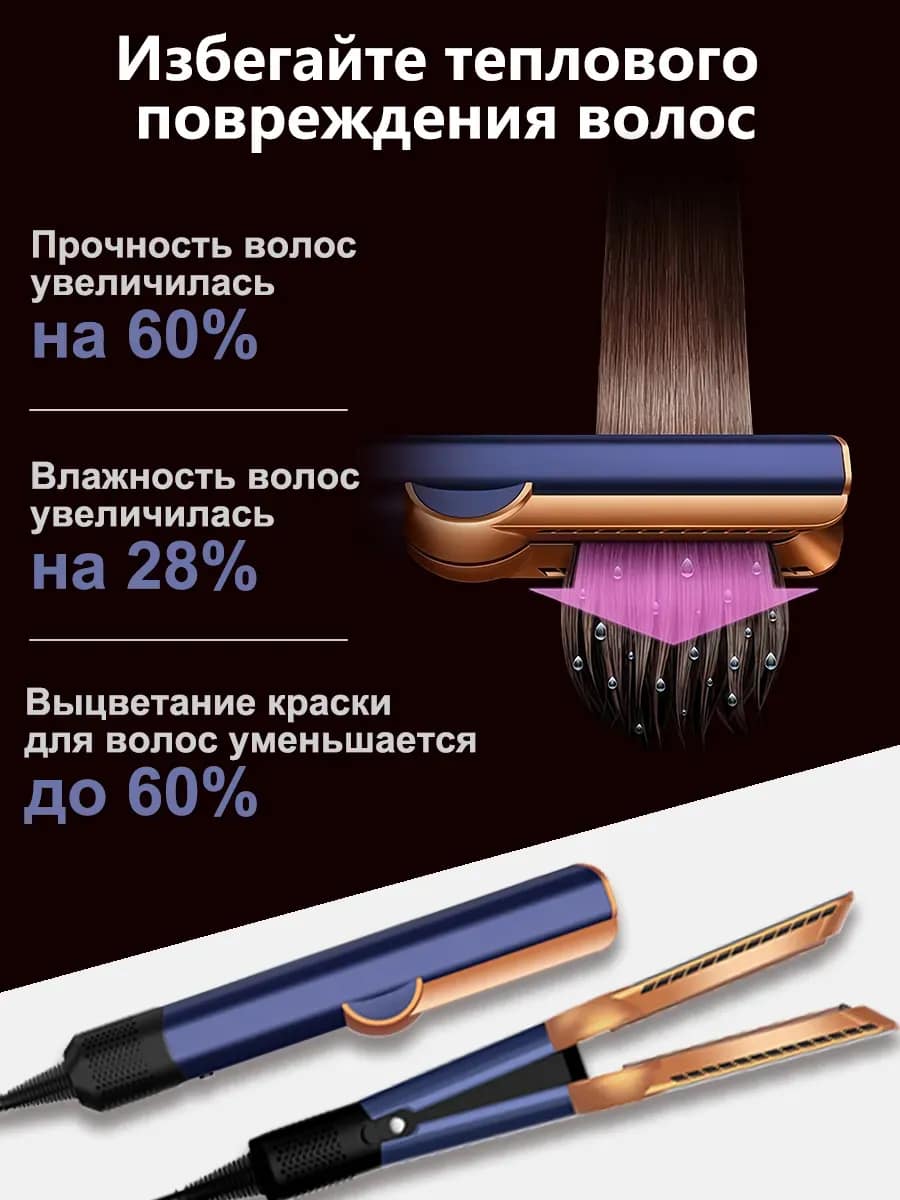 Избегайте теплового
повреждения волос
Прочность волос
увеличилась
на 60%
Влажность волос
увеличилась
на 28%
Выцветание краски
для волос уменьшается
до 60%